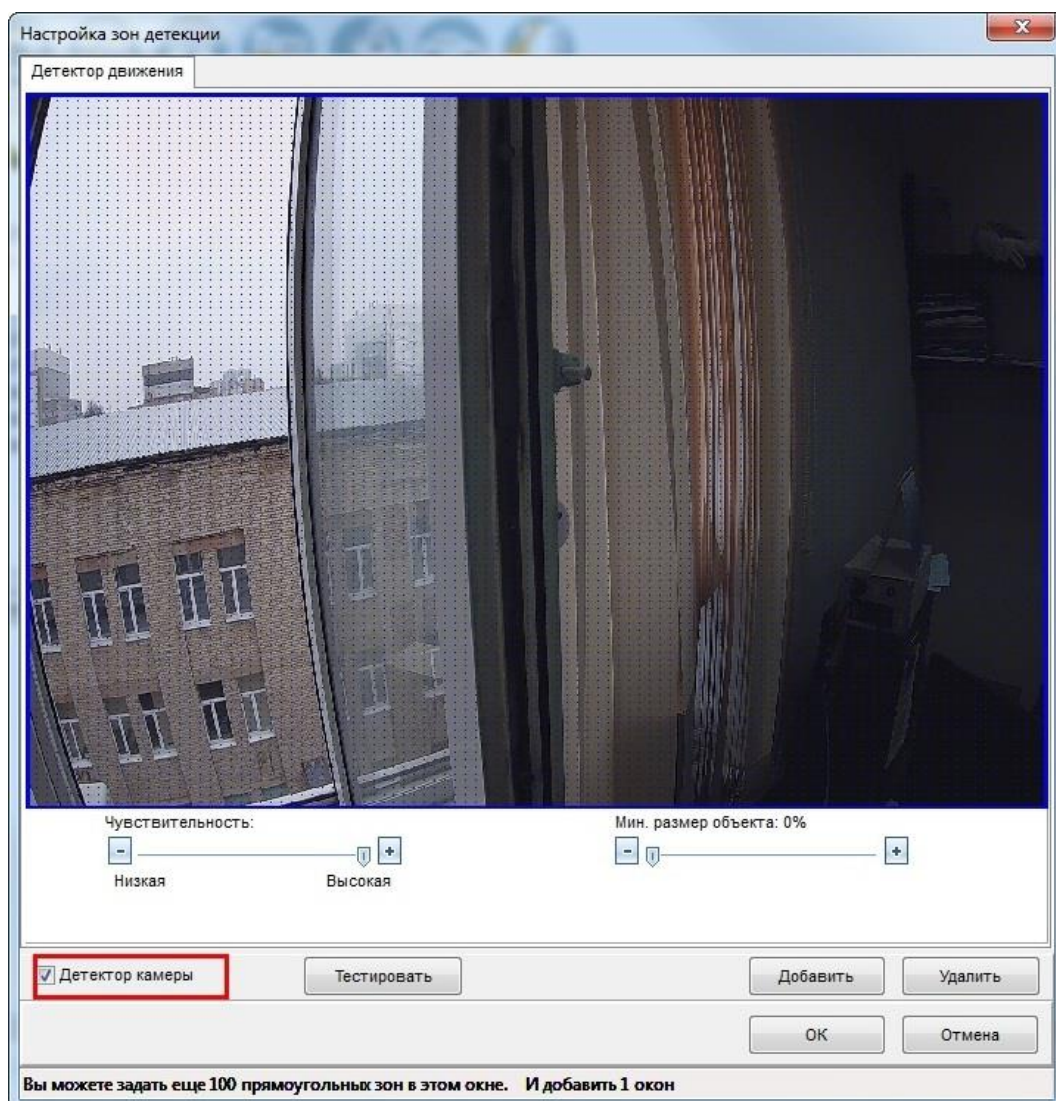 Настройка зон детекции
Детектор движения
Чувствительность:
Мин. размер объекта: 0%
Низкая
Высокая
Детектор камеры
Тестировать
Добавить
Удалить
OK
Отмена
Вы можете задать еще 100 прямоугольных зон в этом окне. И добавить 1 окон